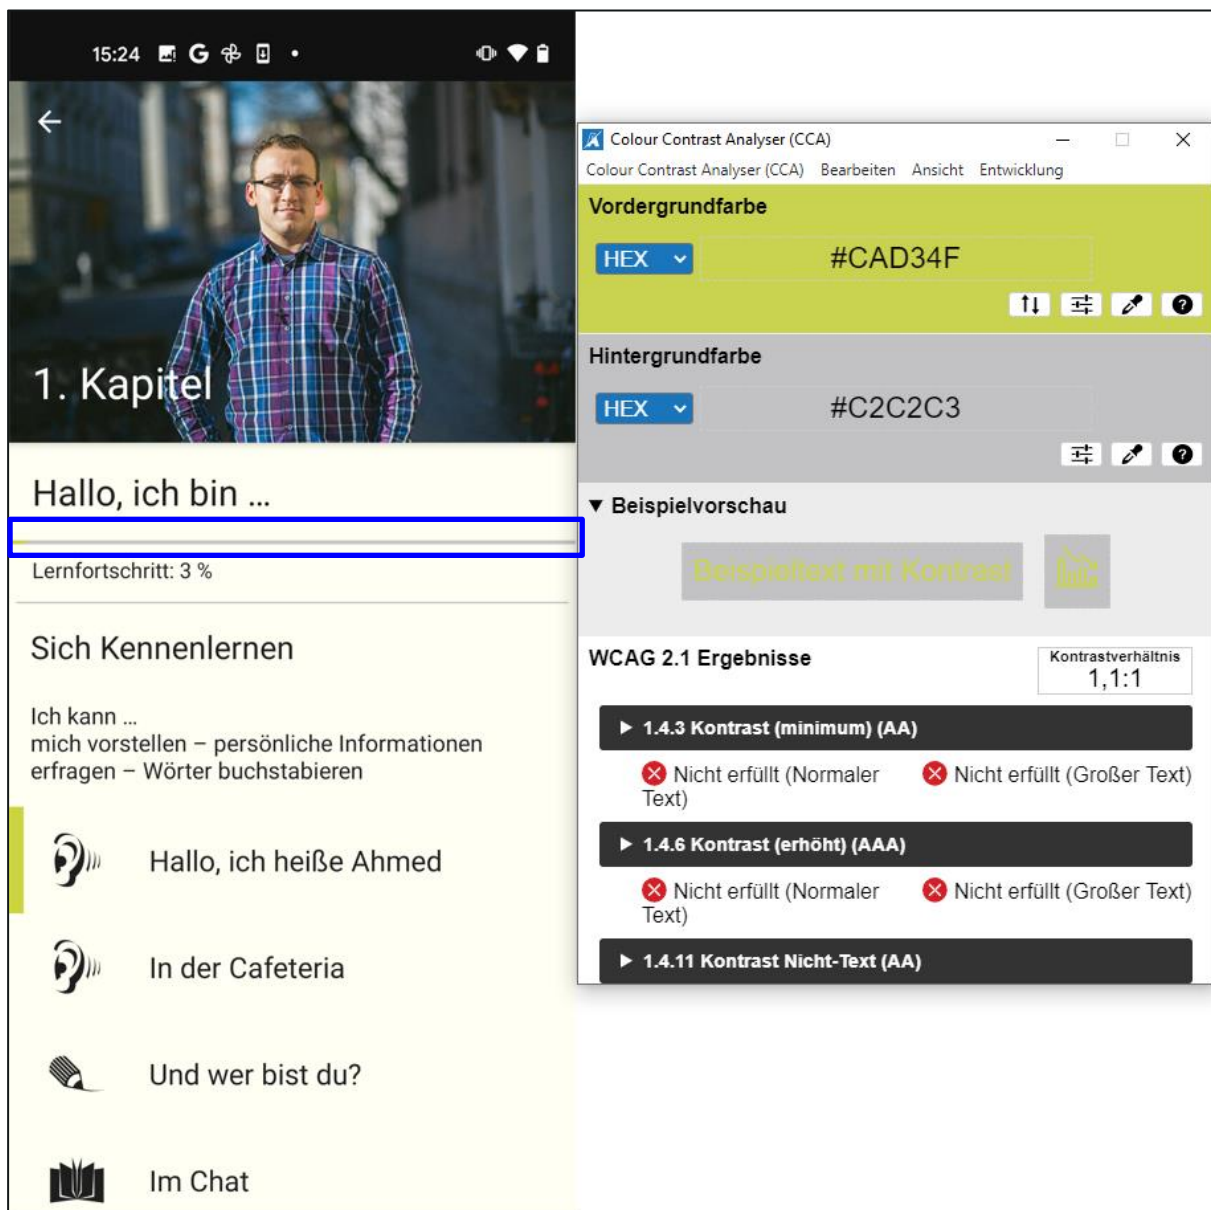 15:24
1. Kapitel
Hallo, ich bin ...
Lernfortschritt: 3 %
Sich Kennenlernen
Ich kann ...
mich vorstellen – persönliche Informationen
erfragen – Wörter buchstabieren
Hallo, ich heiße Ahmed
In der Cafeteria
Und wer bist du?
Im Chat
Colour Contrast Analyser (CCA)
Colour Contrast Analyser (CCA) Bearbeiten Ansicht Entwicklung
Vordergrundfarbe
HEX #CAD34F
Hintergrundfarbe
HEX #C2C2C3
▼ Beispielvorschau
Beispieltext mit Kontrast
WCAG 2.1 Ergebnisse
Kontrastverhältnis
1,1:1
▶ 1.4.3 Kontrast (minimum) (AA)
Nicht erfüllt (Normaler
Text)
Nicht erfüllt (Großer Text)
▶ 1.4.6 Kontrast (erhöht) (AAA)
Nicht erfüllt (Normaler
Text)
Nicht erfüllt (Großer Text)
▶ 1.4.11 Kontrast Nicht-Text (AA)